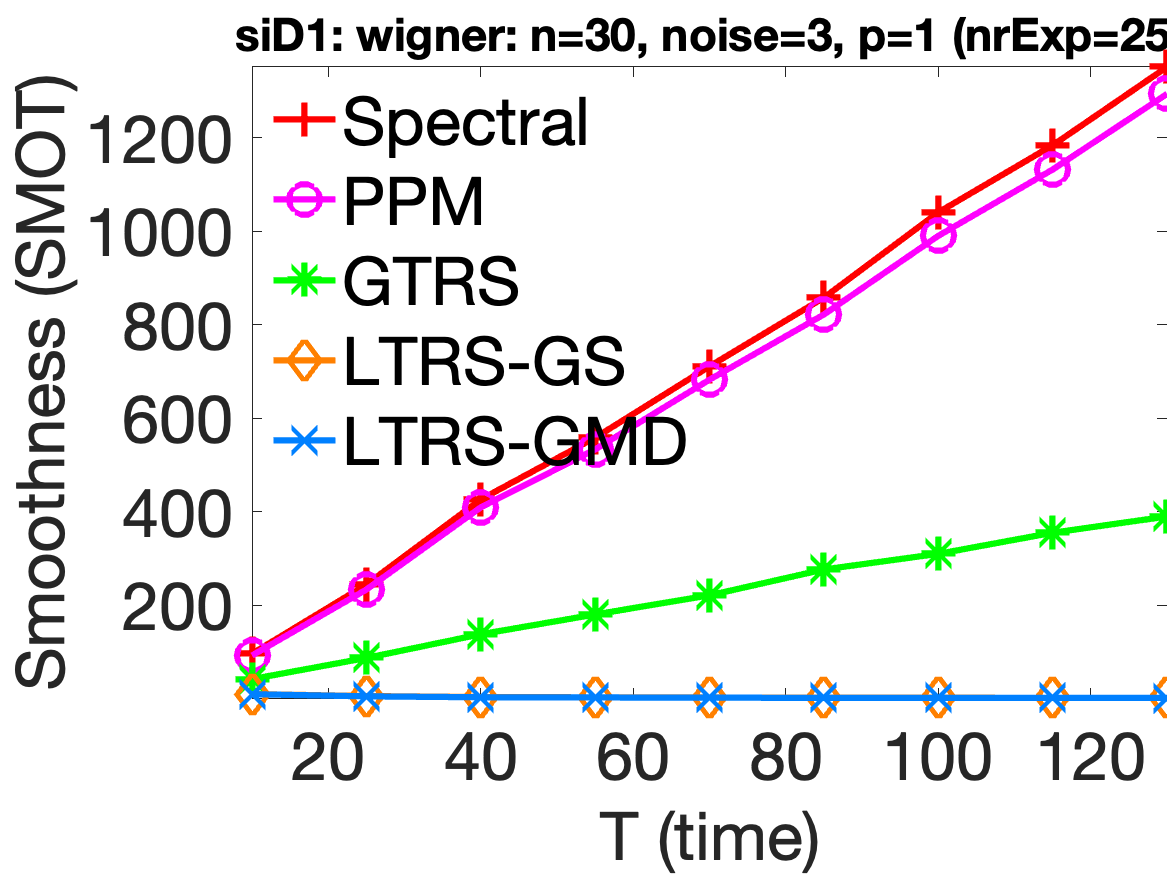 siD1: wigner: n=30, noise=3, p=1 (nrExp=25
Smoothness (SMOT)
1200
1000
800
600
400
200
Spectral
PPM
GTRS
LTRS-GS
LTRS-GMD
20 40 60 80 100 120
T (time)